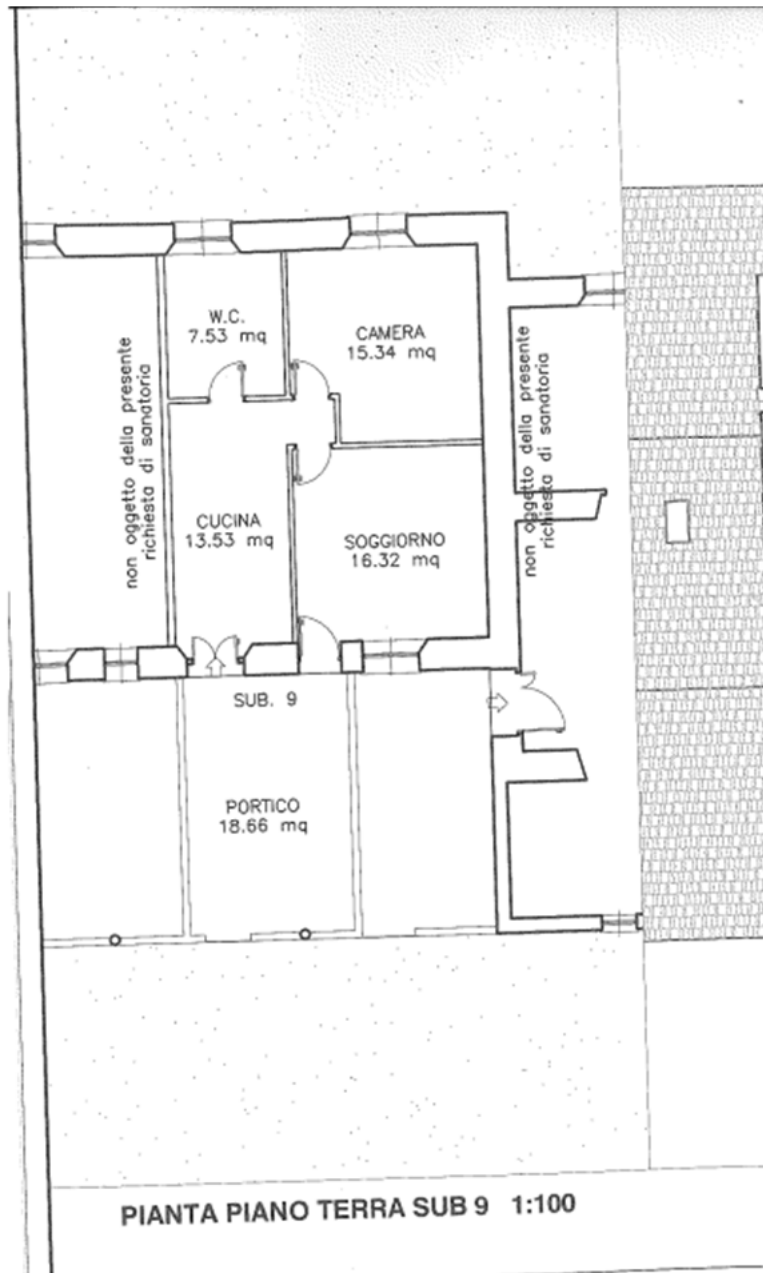 W.C.
7.53 mq
CAMERA
15.34 mq
non oggetto della presente
richiesta di sanatoria
non oggetto della presente
richiesta di sanatoria
CUCINA
13.53 mq
SOGGIORNO
16.32 mq
SUB. 9
PORTICO
18.66 mq
PIANTA PIANO TERRA SUB 9 1:100